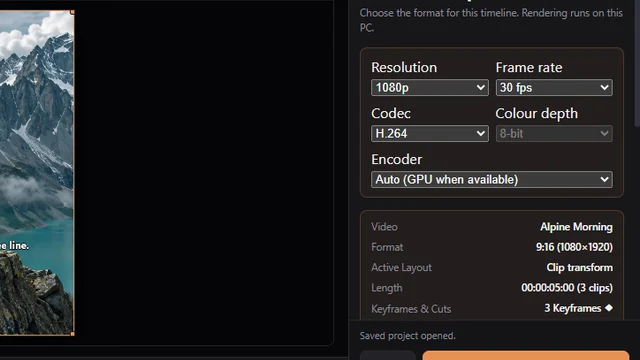 Choose the format for this timeline. Rendering runs on this
PC.
Resolution Frame rate
1080p 30 fps
Codec Colour depth
H.264 8-bit
Encoder
Auto (GPU when available)
Video Alpine Morning
Format 9:16 (1080×1920)
Active Layout Clip transform
Length 00:00:05:00 (3 clips)
Keyframes & Cuts 3 Keyframes ◆
Saved project opened.
line.